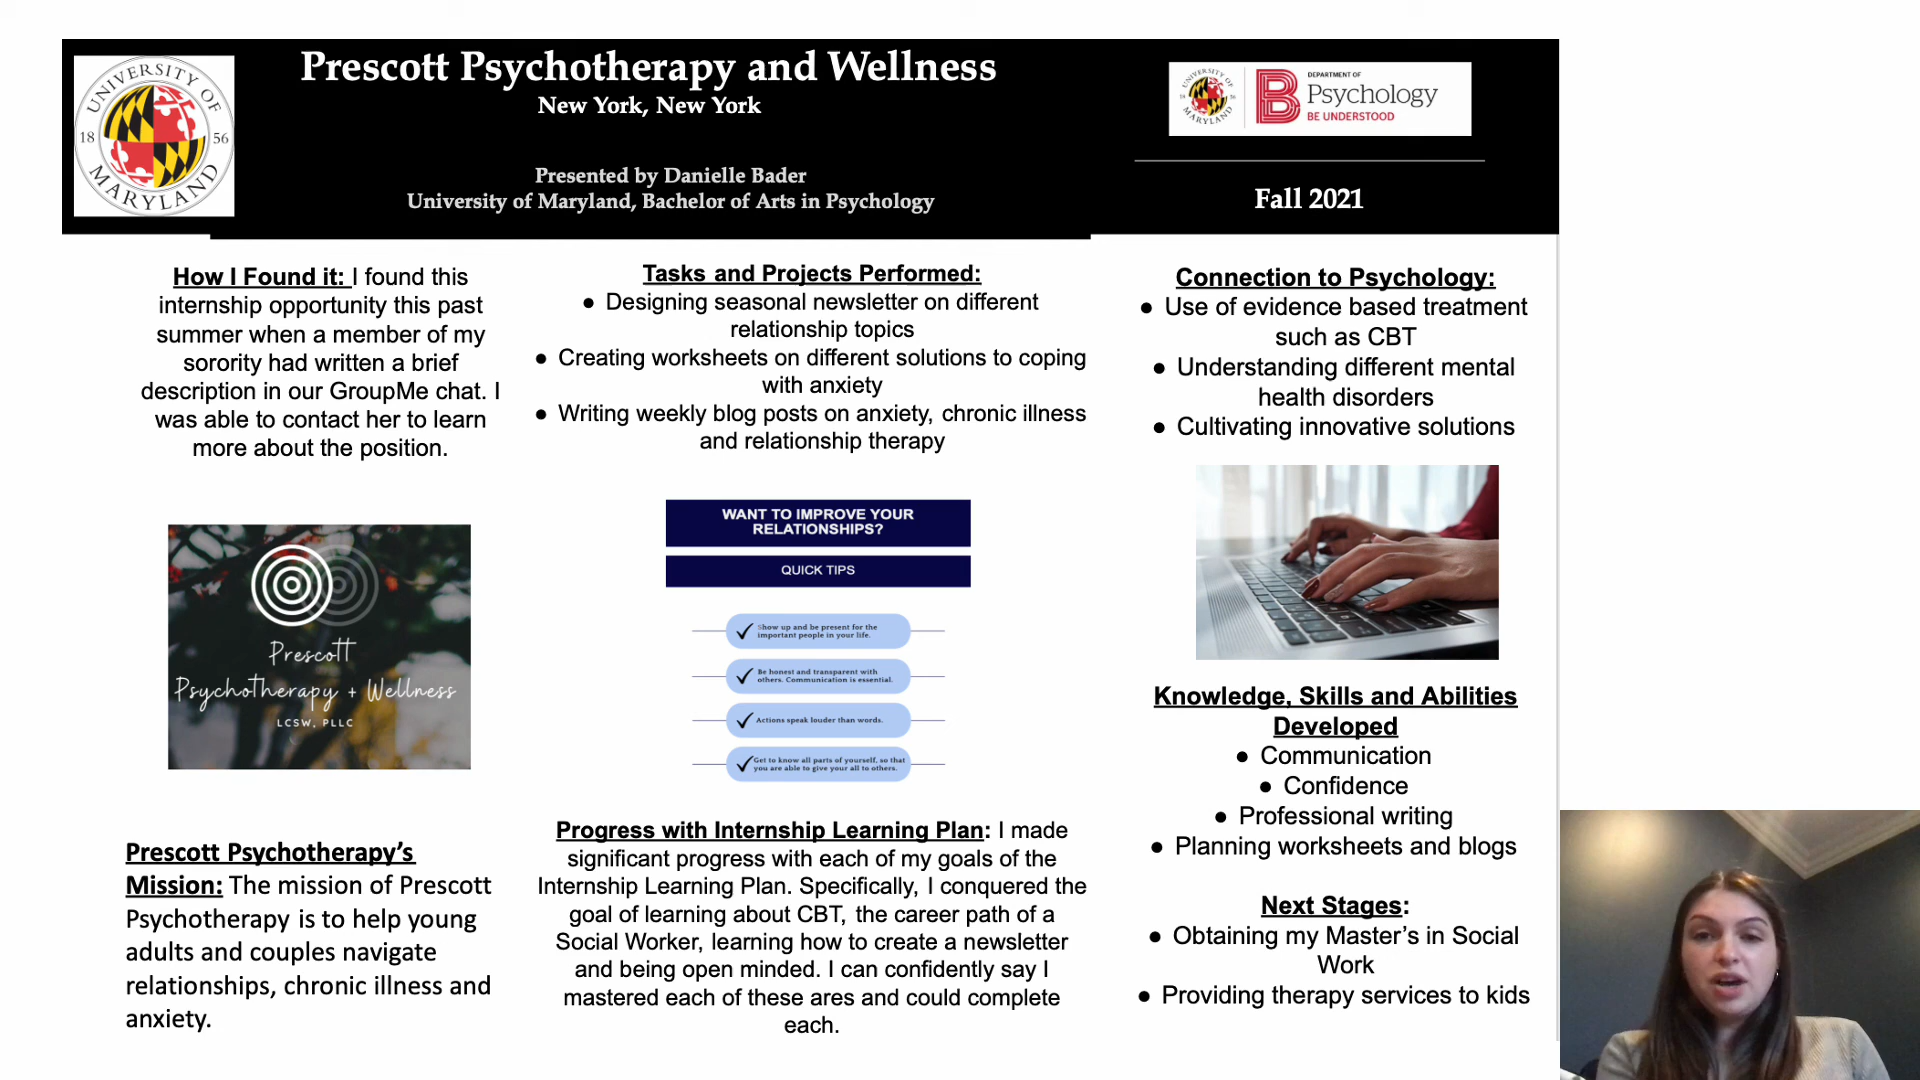 Prescott Psychotherapy and Wellness
New York, New York
Presented by Danielle Bader
University of Maryland, Bachelor of Arts in Psychology
UNIVERSITY OF
18 56
MARYLAND
UNIVERSITY OF
18 56
MARYLAND
DEPARTMENT OF
Psychology
BE UNDERSTOOD
Fall 2021
How I Found it: I found this
internship opportunity this past
summer when a member of my
sorority had written a brief
description in our GroupMe chat. I
was able to contact her to learn
more about the position.
Prescott
Psychotherapy + Wellness
LCSW, PLLC
Prescott Psychotherapy's
Mission: The mission of Prescott
Psychotherapy is to help young
adults and couples navigate
relationships, chronic illness and
anxiety.
Tasks and Projects Performed:
● Designing seasonal newsletter on different
relationship topics
● Creating worksheets on different solutions to coping
with anxiety
● Writing weekly blog posts on anxiety, chronic illness
and relationship therapy
WANT TO IMPROVE YOUR
RELATIONSHIPS?
QUICK TIPS
Show up and be present for the
important people in your life.
Be honest and transparent with
others. Communication is essential.
Actions speak louder than words.
Get to know all parts of yourself, so that
you are able to give your all to others.
Progress with Internship Learning Plan: I made
significant progress with each of my goals of the
Internship Learning Plan. Specifically, I conquered the
goal of learning about CBT, the career path of a
Social Worker, learning how to create a newsletter
and being open minded. I can confidently say I
mastered each of these ares and could complete
each.
Connection to Psychology:
● Use of evidence based treatment
such as CBT
● Understanding different mental
health disorders
● Cultivating innovative solutions
Knowledge, Skills and Abilities
Developed
● Communication
● Confidence
● Professional writing
● Planning worksheets and blogs
Next Stages:
● Obtaining my Master's in Social
Work
● Providing therapy services to kids